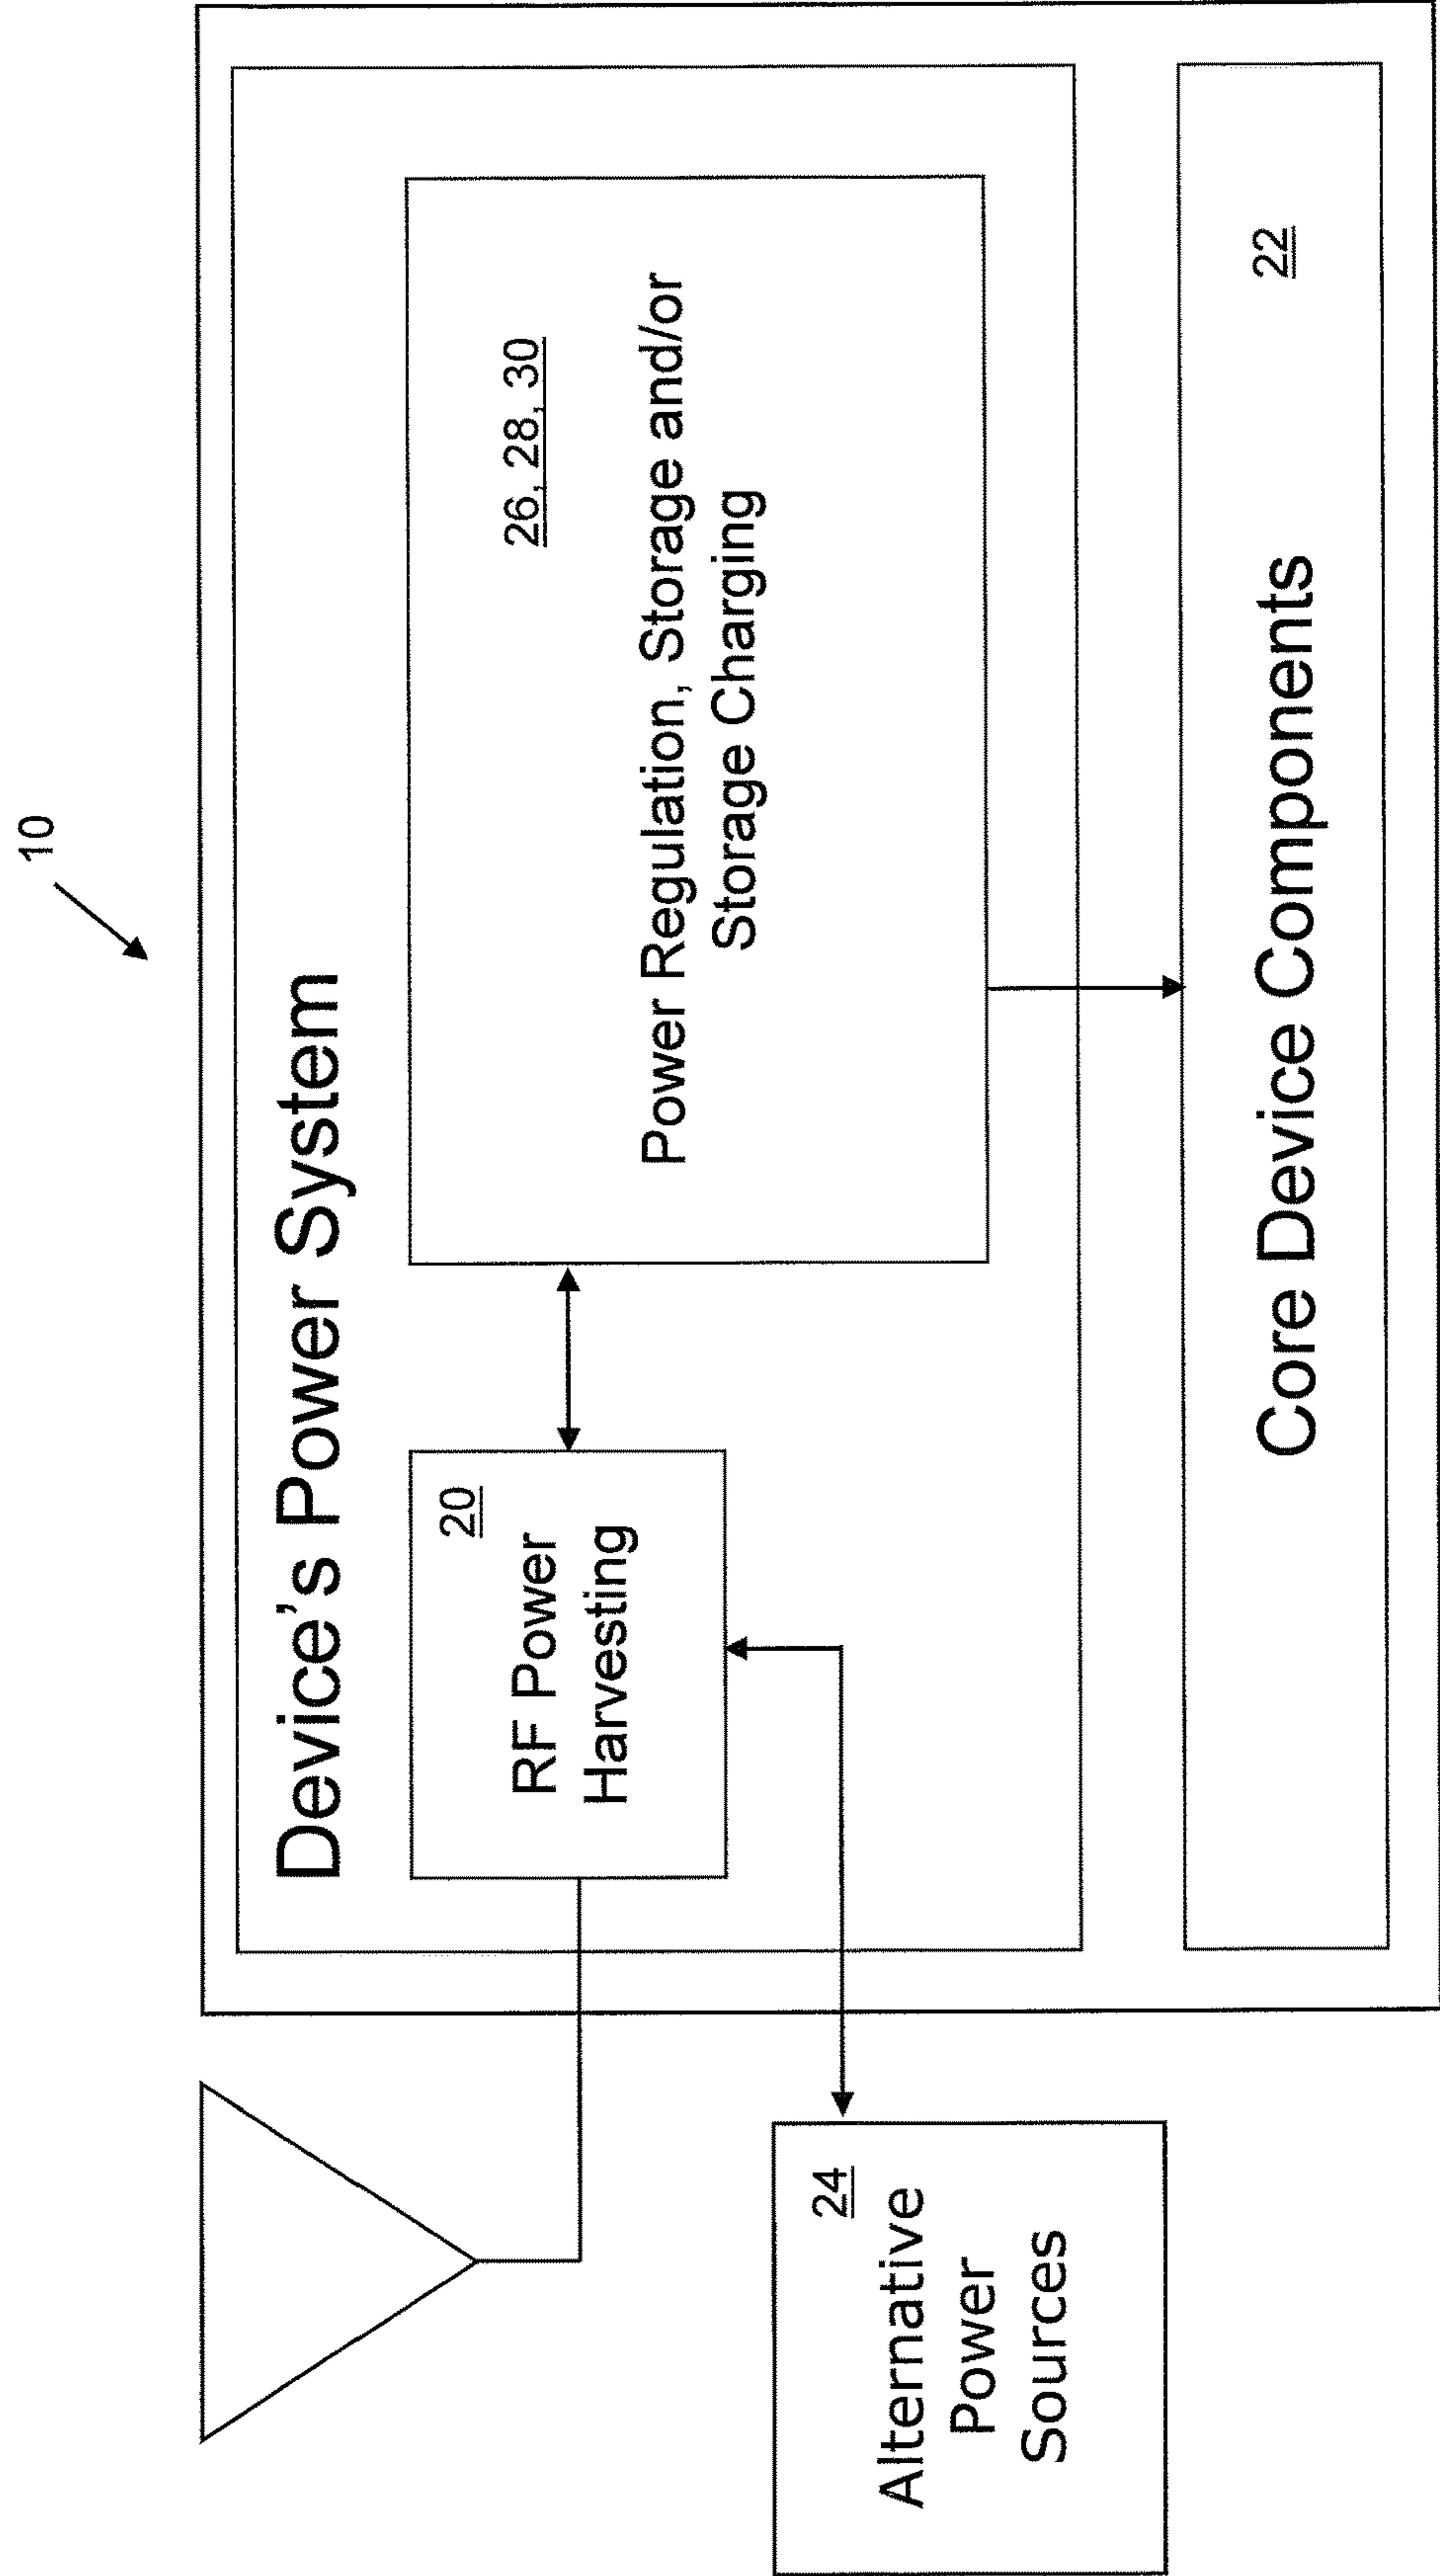 10
Device's Power System
20
RF Power
Harvesting
26, 28, 30
Power Regulation, Storage and/or
Storage Charging
24
Alternative
Power
Sources
Core Device Components
22